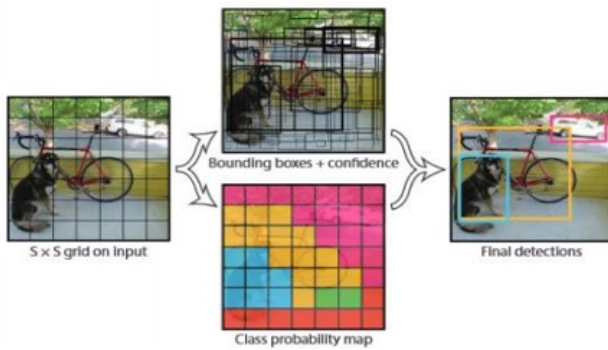 Bounding boxes + confidence
S × S grid on input
Final detections
Class probability map